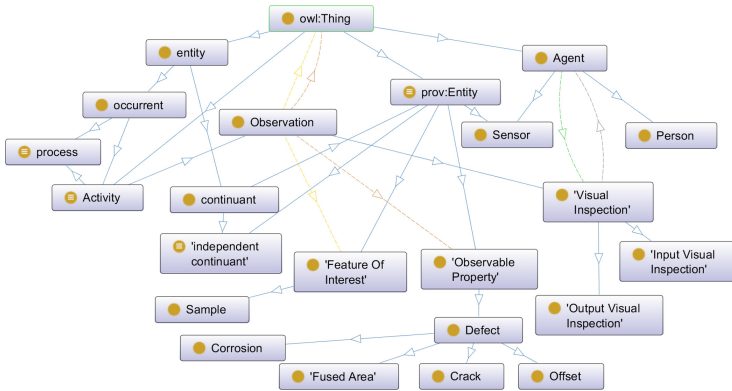 owl:Thing
entity
Agent
occurrent
prov:Entity
Observation
Sensor
Person
process
Activity
continuant
'Visual
Inspection'
'independent
continuant'
'Feature Of
Interest'
'Observable
Property'
'Input Visual
Inspection'
Sample
'Output Visual
Inspection'
Defect
Corrosion
'Fused Area'
Crack
Offset